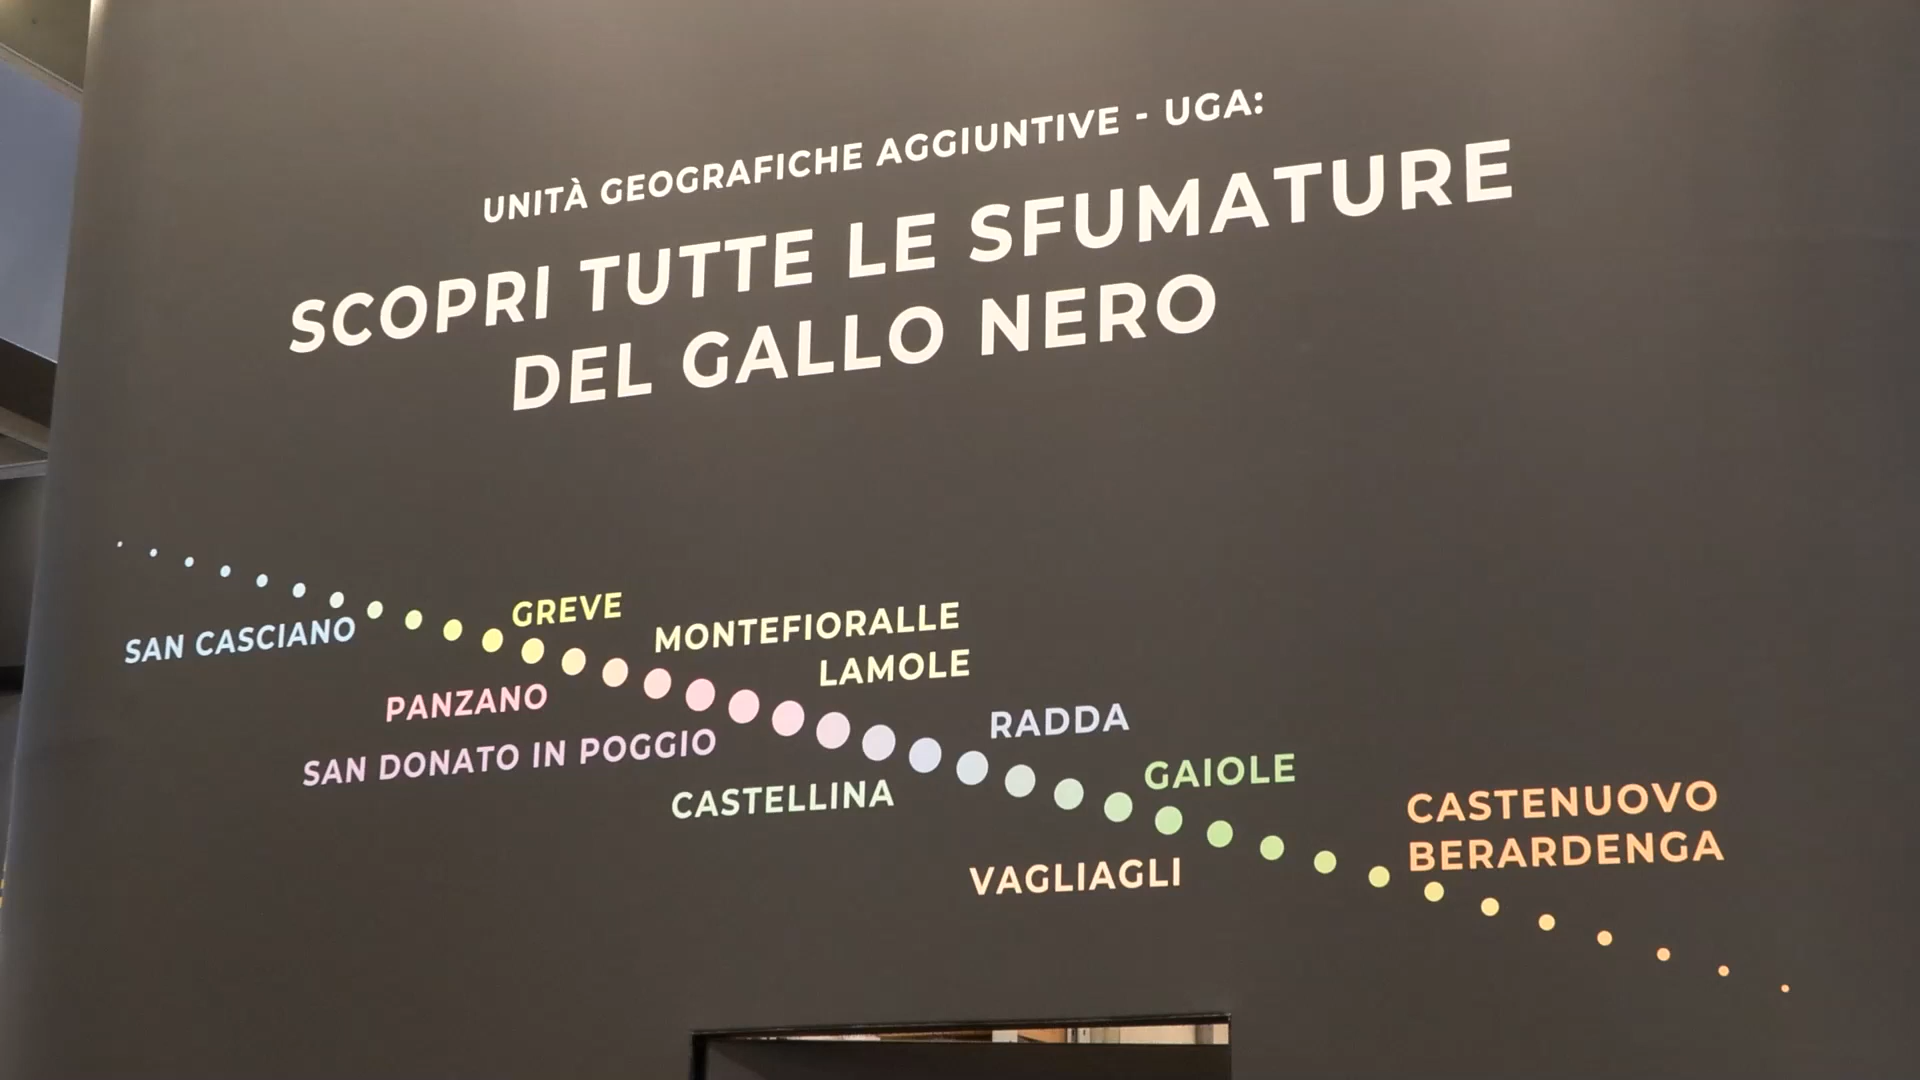 UNITÀ GEOGRAFICHE AGGIUNTIVE - UGA:
SCOPRI TUTTE LE SFUMATURE
DEL GALLO NERO
SAN CASCIANO
GREVE
MONTEFIORALLE
LAMOLE
PANZANO
SAN DONATO IN POGGIO
RADDA
CASTELLINA
GAIOLE
VAGLIAGLI
CASTENUOVO
BERARDENGA